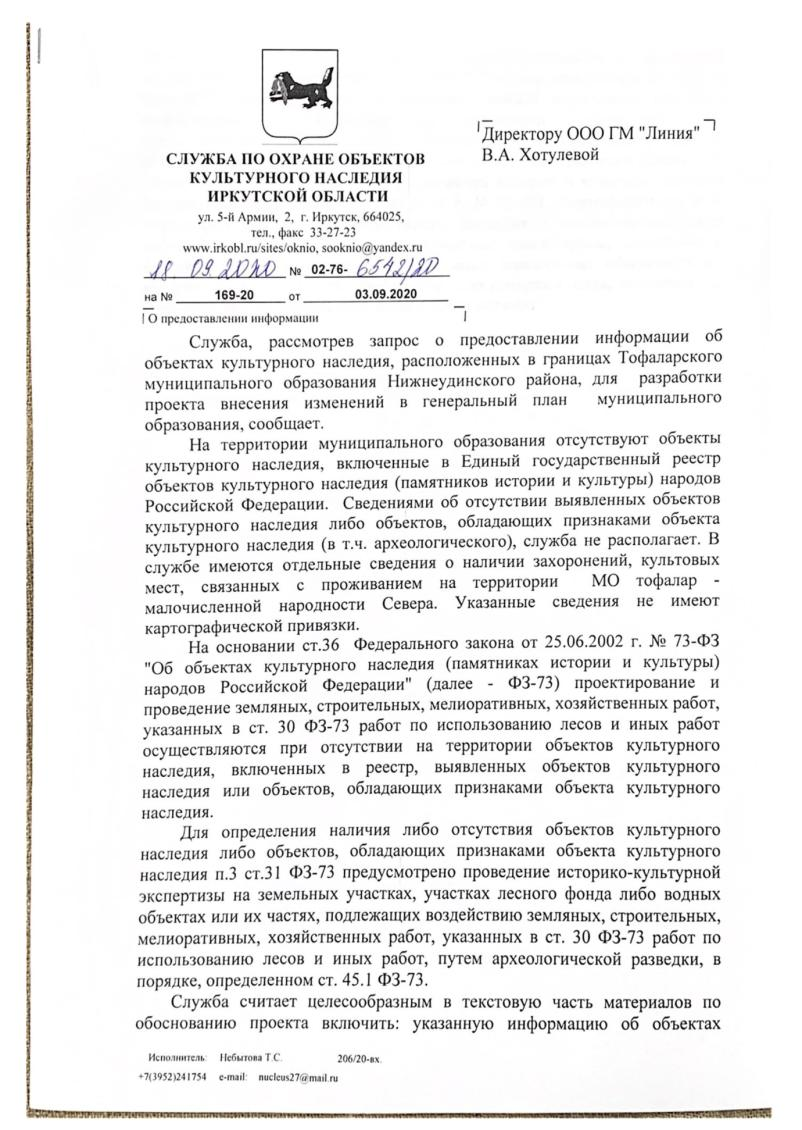 СЛУЖБА ПО ОХРАНЕ ОБЪЕКТОВ
КУЛЬТУРНОГО НАСЛЕДИЯ
ИРКУТСКОЙ ОБЛАСТИ
ул. 5-й Армии, 2, г. Иркутск, 664025,
тел., факс 33-27-23
www.irkobl.ru/sites/oknio, sooknio@yandex.ru
18 09.2020 № 02-76- 6542/20
на № 169-20 от 03.09.2020
О предоставлении информации
Директору ООО ГМ "Линия"
В.А. Хотулевой
Служба, рассмотрев запрос о предоставлении информации об
объектах культурного наследия, расположенных в границах Тофаларского
муниципального образования Нижнеудинского района, для разработки
проекта внесения изменений в генеральный план муниципального
образования, сообщает.
На территории муниципального образования отсутствуют объекты
культурного наследия, включенные в Единый государственный реестр
объектов культурного наследия (памятников истории и культуры) народов
Российской Федерации. Сведениями об отсутствии выявленных объектов
культурного наследия либо объектов, обладающих признаками объекта
культурного наследия (в т.ч. археологического), служба не располагает. В
службе имеются отдельные сведения о наличии захоронений, культовых
мест, связанных с проживанием на территории МО тофалар -
малочисленной народности Севера. Указанные сведения не имеют
картографической привязки.
На основании ст.36 Федерального закона от 25.06.2002 г. № 73-ФЗ
"Об объектах культурного наследия (памятниках истории и культуры)
народов Российской Федерации" (далее - ФЗ-73) проектирование и
проведение земляных, строительных, мелиоративных, хозяйственных работ,
указанных в ст. 30 ФЗ-73 работ по использованию лесов и иных работ
осуществляются при отсутствии на территории объектов культурного
наследия, включенных в реестр, выявленных объектов культурного
наследия или объектов, обладающих признаками объекта культурного
наследия.
Для определения наличия либо отсутствия объектов культурного
наследия либо объектов, обладающих признаками объекта культурного
наследия п.3 ст.31 ФЗ-73 предусмотрено проведение историко-культурной
экспертизы на земельных участках, участках лесного фонда либо водных
объектах или их частях, подлежащих воздействию земляных, строительных,
мелиоративных, хозяйственных работ, указанных в ст. 30 ФЗ-73 работ по
использованию лесов и иных работ, путем археологической разведки, в
порядке, определенном ст. 45.1 ФЗ-73.
Служба считает целесообразным в текстовую часть материалов по
обоснованию проекта включить: указанную информацию об объектах
Исполнитель: Небытова Т.С. 206/20-вх.
+7(3952)241754 e-mail: nucleus27@mail.ru